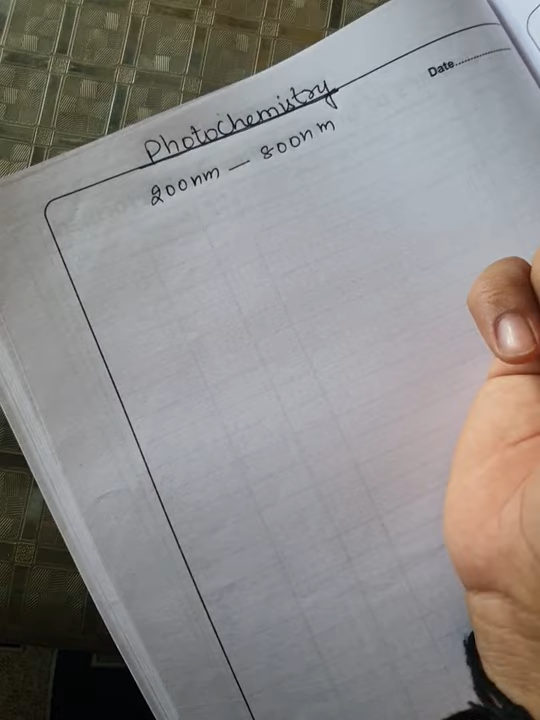 Date...............
Photochemistry
200nm — 800nm